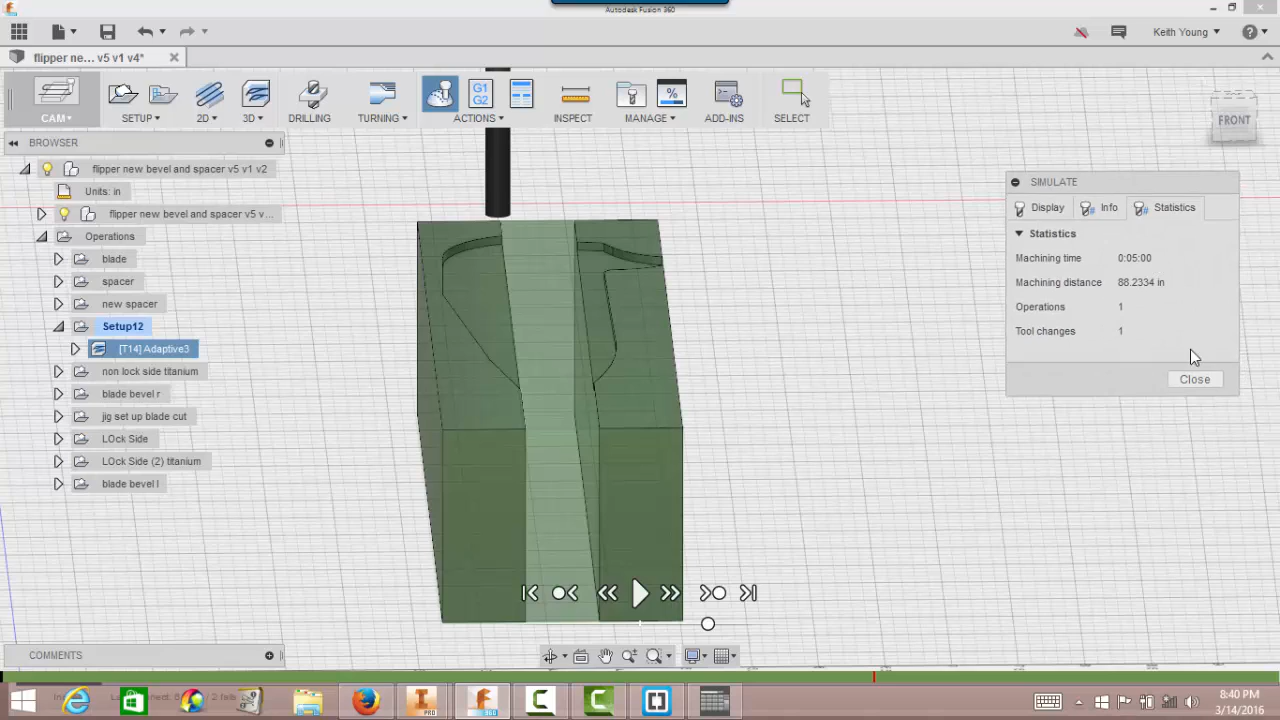 Autodesk Fusion 360
Keith Young
flipper ne... v5 v1 v4*
CAM
SETUP
2D
3D
DRILLING
TURNING
G1
G2
ACTIONS
INSPECT
%
MANAGE
ADD-INS
SELECT
FRONT
BROWSER
flipper new bevel and spacer v5 v1 v2
Units: in
flipper new bevel and spacer v5 v...
Operations
blade
spacer
new spacer
Setup12
[T14] Adaptive3
non lock side titanium
blade bevel r
jig set up blade cut
LOck Side
LOck Side (2) titanium
blade bevel l
SIMULATE
Display
Info
Statistics
Statistics
Machining time 0:05:00
Machining distance 88.2334 in
Operations 1
Tool changes 1
Close
COMMENTS
PRO
360
8:40 PM
3/14/2016